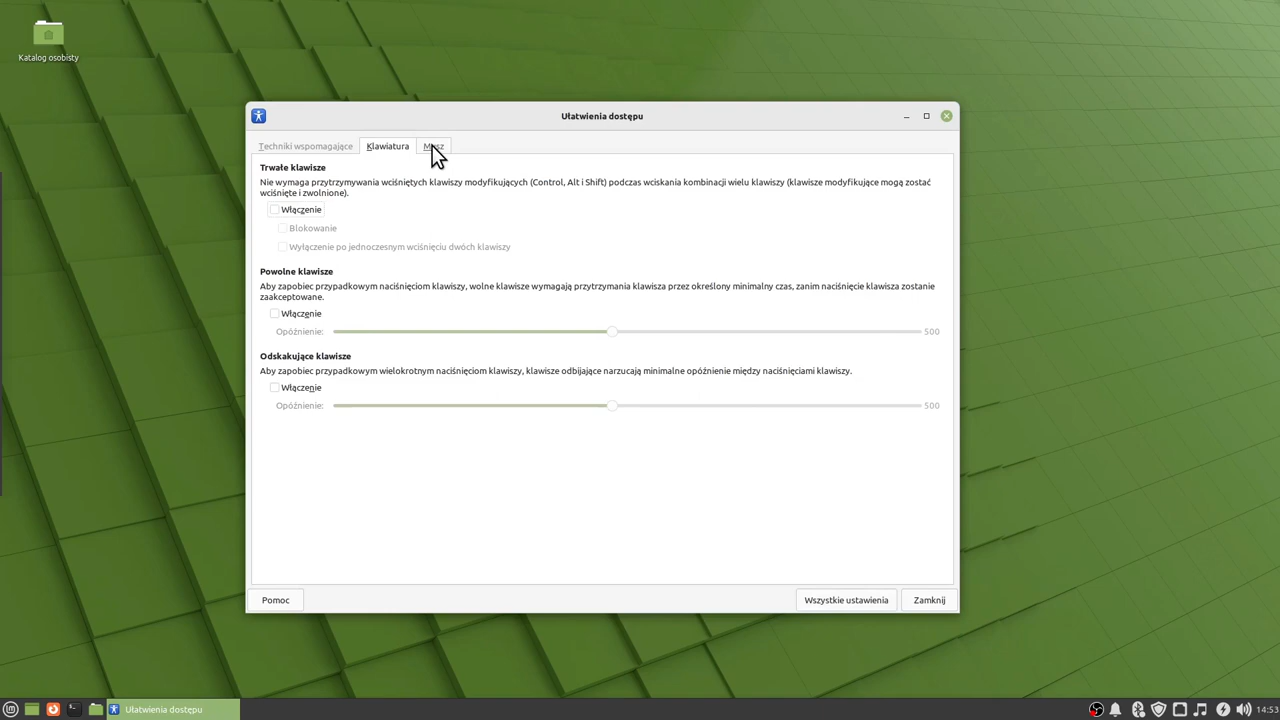 Katalog osobisty
Ułatwienia dostępu
Techniki wspomagające Klawiatura Mysz
Trwałe klawisze
Nie wymaga przytrzymywania wciśniętych klawiszy modyfikujących (Control, Alt i Shift) podczas wciskania kombinacji wielu klawiszy (klawisze modyfikujące mogą zostać
wciśnięte i zwolnione).
Włączenie
Blokowanie
Wyłączenie po jednoczesnym wciśnięciu dwóch klawiszy
Powolne klawisze
Aby zapobiec przypadkowym naciśnięciom klawiszy, wolne klawisze wymagają przytrzymania klawisza przez określony minimalny czas, zanim naciśnięcie klawisza zostanie
zaakceptowane.
Włączenie
Opóźnienie: 500
Odskakujące klawisze
Aby zapobiec przypadkowym wielokrotnym naciśnięciom klawiszy, klawisze odbijające narzucają minimalne opóźnienie między naciśnięciami klawiszy.
Włączenie
Opóźnienie: 500
Pomoc Wszystkie ustawienia Zamknij
Ułatwienia dostępu 14:53